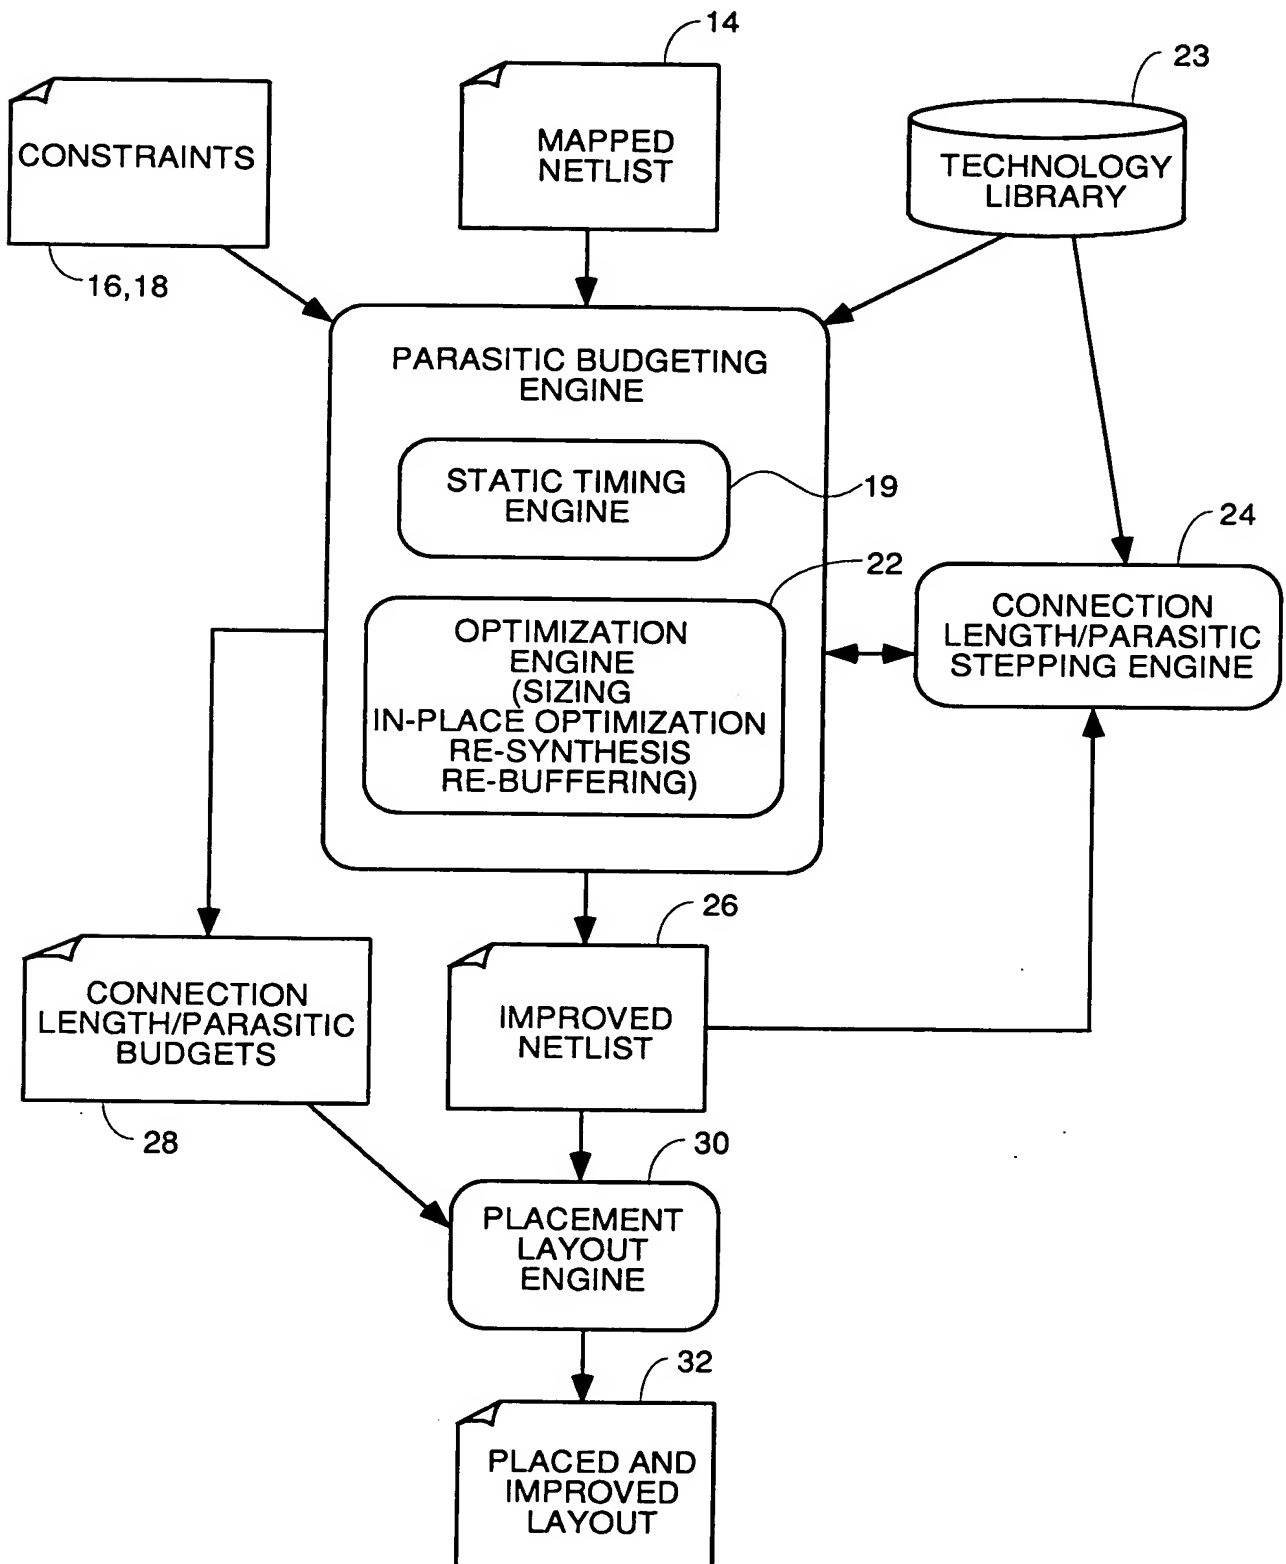 14
23
CONSTRAINTS
MAPPED
NETLIST
TECHNOLOGY
LIBRARY
16,18
PARASITIC BUDGETING
ENGINE
STATIC TIMING
ENGINE
19
24
22
OPTIMIZATION
ENGINE
(SIZING
IN-PLACE OPTIMIZATION
RE-SYNTHESIS
RE-BUFFERING)
CONNECTION
LENGTH/PARASITIC
STEPPING ENGINE
26
CONNECTION
LENGTH/PARASITIC
BUDGETS
IMPROVED
NETLIST
28
30
PLACEMENT
LAYOUT
ENGINE
32
PLACED AND
IMPROVED
LAYOUT